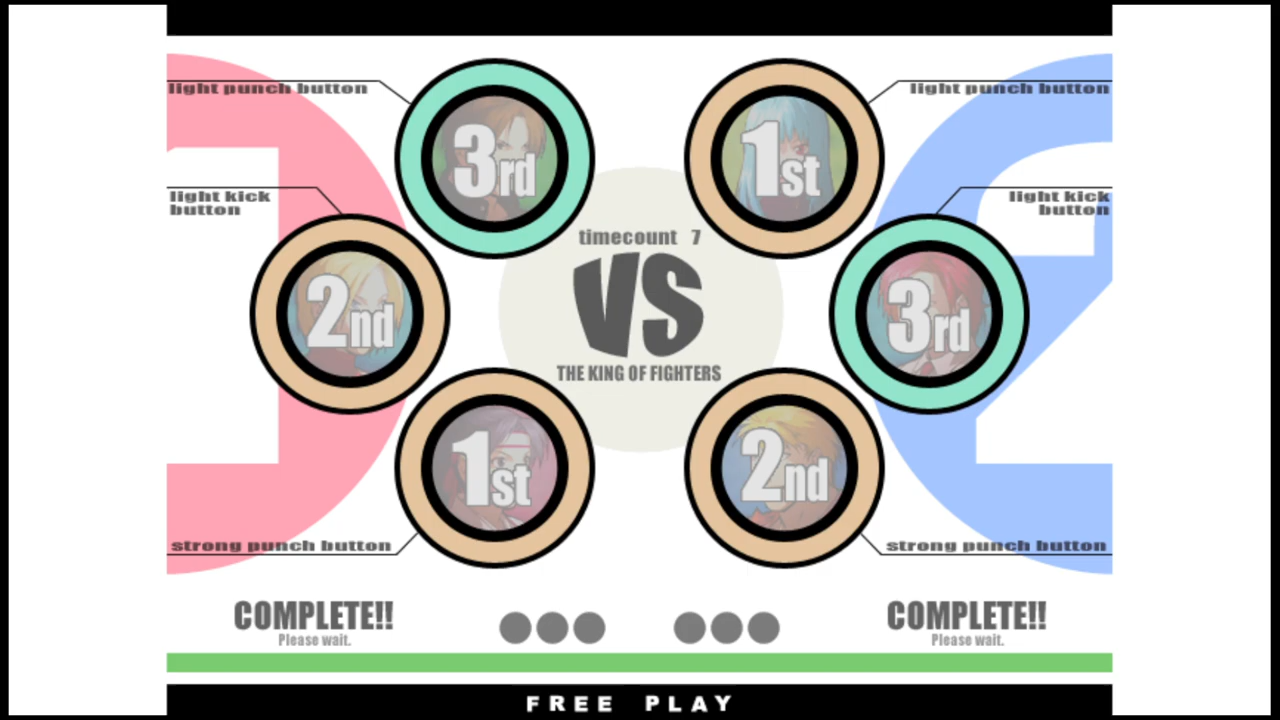 light punch button
light punch button
3rd
1st
light kick
button
light kick
button
timecount 7
VS
2nd
3rd
THE KING OF FIGHTERS
1st
2nd
strong punch button
strong punch button
COMPLETE!!
Please wait.
COMPLETE!!
Please wait.
FREE PLAY
1
2